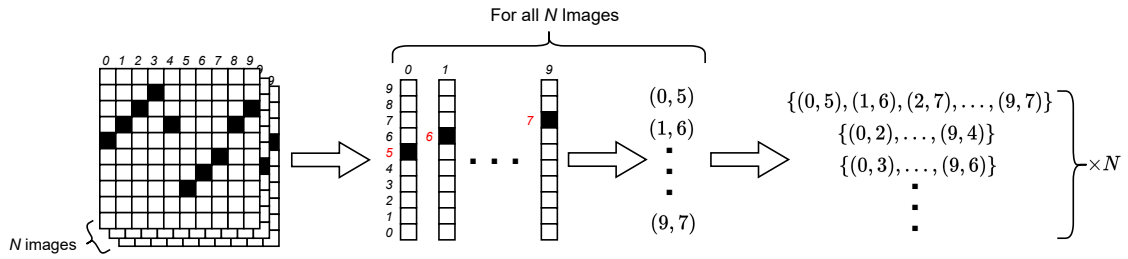 For all N Images
0 1 2 3 4 5 6 7 8 9
9
9
N images
0 1 9
9
8
7
6
5
4
3
2
1
0
5
6
7
(0, 5)
(1, 6)
(9, 7)
{(0, 5), (1, 6), (2, 7), . . . , (9, 7)}
{(0, 2), . . . , (9, 4)}
{(0, 3), . . . , (9, 6)}
×N